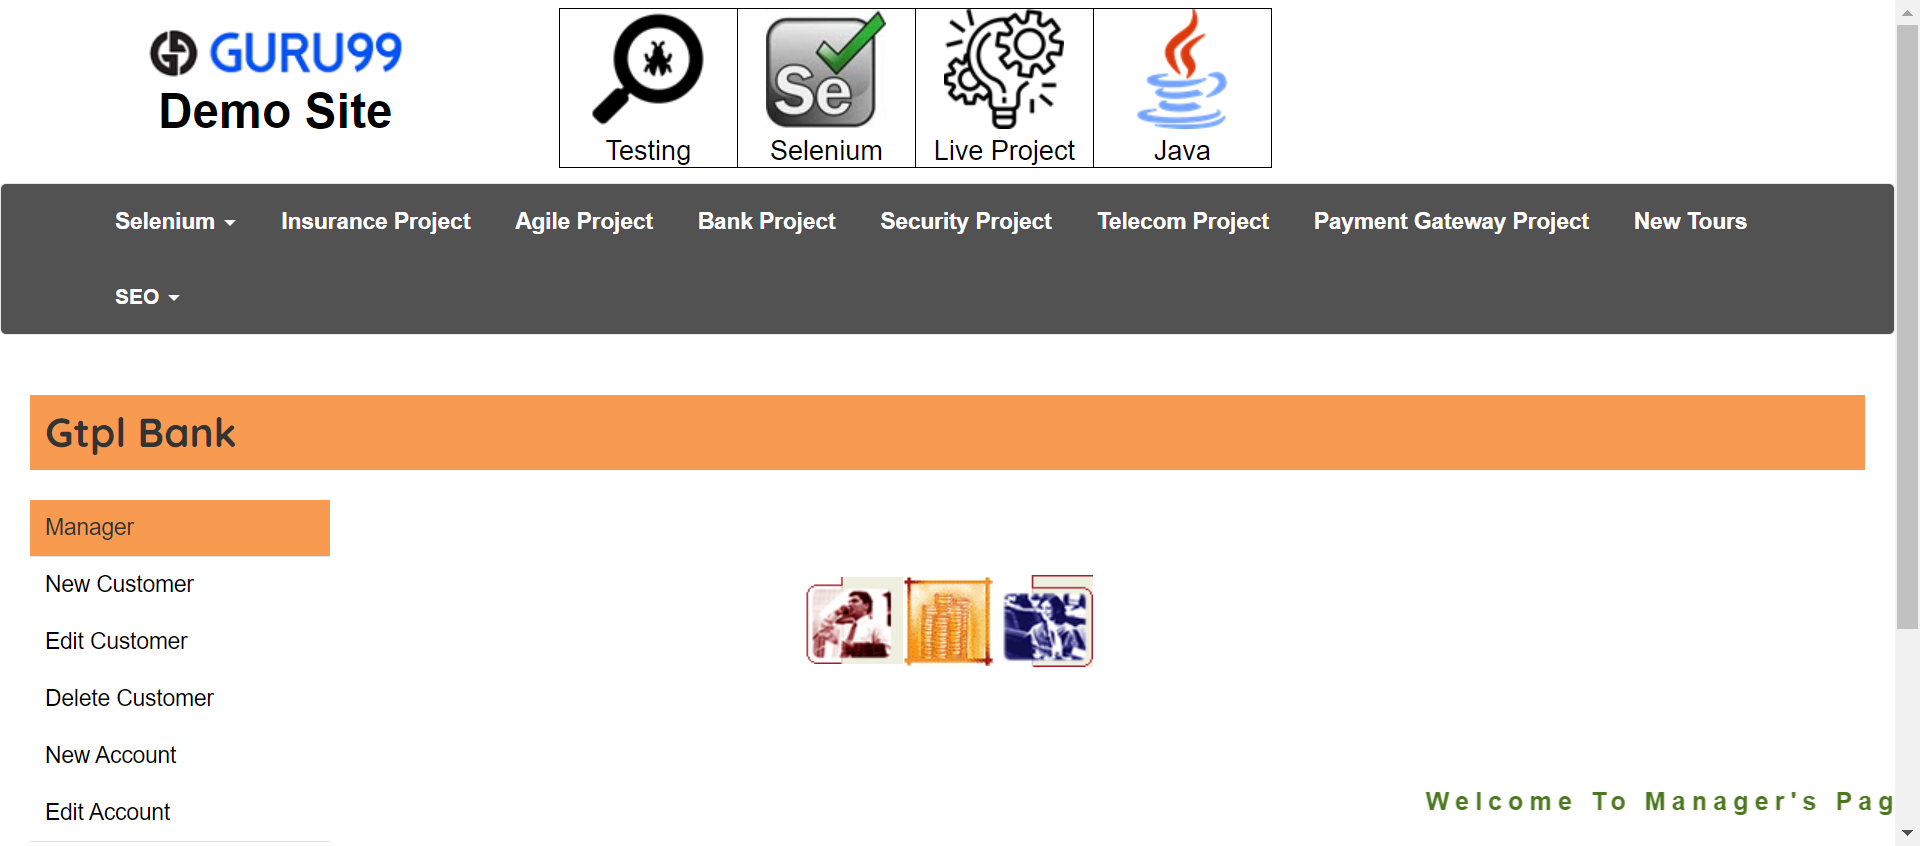 GURU99
Demo Site
Testing
Selenium
Live Project
Java
Selenium
Insurance Project
Agile Project
Bank Project
Security Project
Telecom Project
Payment Gateway Project
New Tours
SEO
Gtpl Bank
Manager
New Customer
Edit Customer
Delete Customer
New Account
Edit Account
Welcome To Manager's Pag